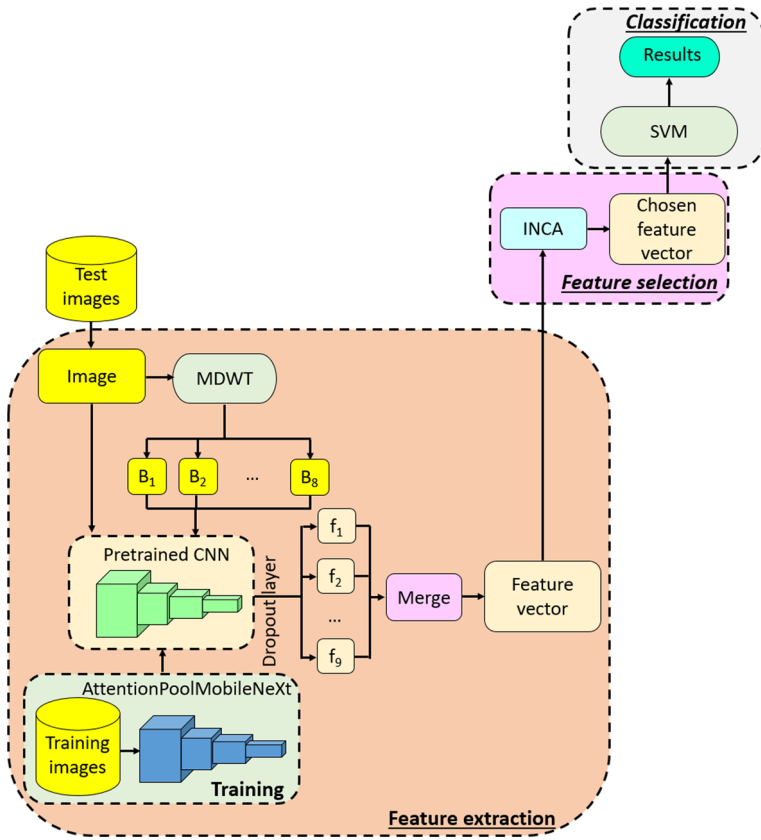 Classification
Results
SVM
Chosen
feature
vector
INCA
Feature selection
Test
images
Image
MDWT
B₁
B₂
...
B₈
Pretrained CNN
Dropout layer
f₁
f₂
...
f₉
Merge
Feature
vector
AttentionPoolMobileNeXt
Training
images
Training
Feature extraction